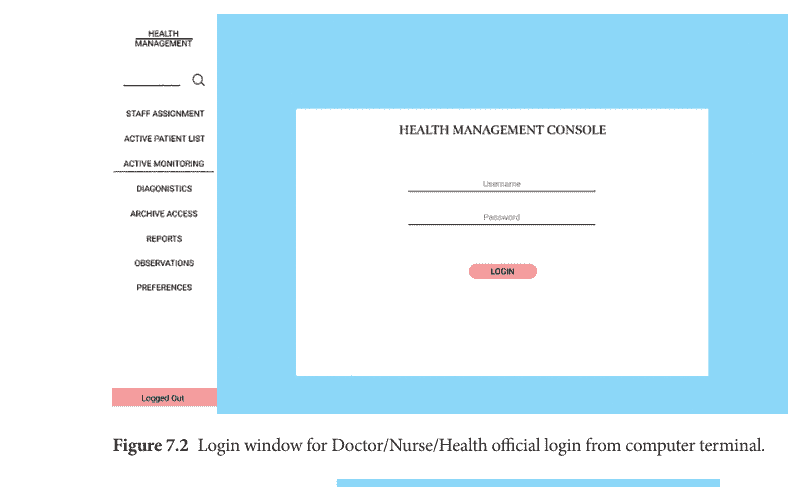 HEALTH
MANAGEMENT
STAFF ASSIGNMENT
ACTIVE PATIENT LIST
ACTIVE MONITORING
DIAGONISTICS
ARCHIVE ACCESS
REPORTS
OBSERVATIONS
PREFERENCES
Logged Out
HEALTH MANAGEMENT CONSOLE
Username
Password
LOGIN
Figure 7.2 Login window for Doctor/Nurse/Health official login from computer terminal.